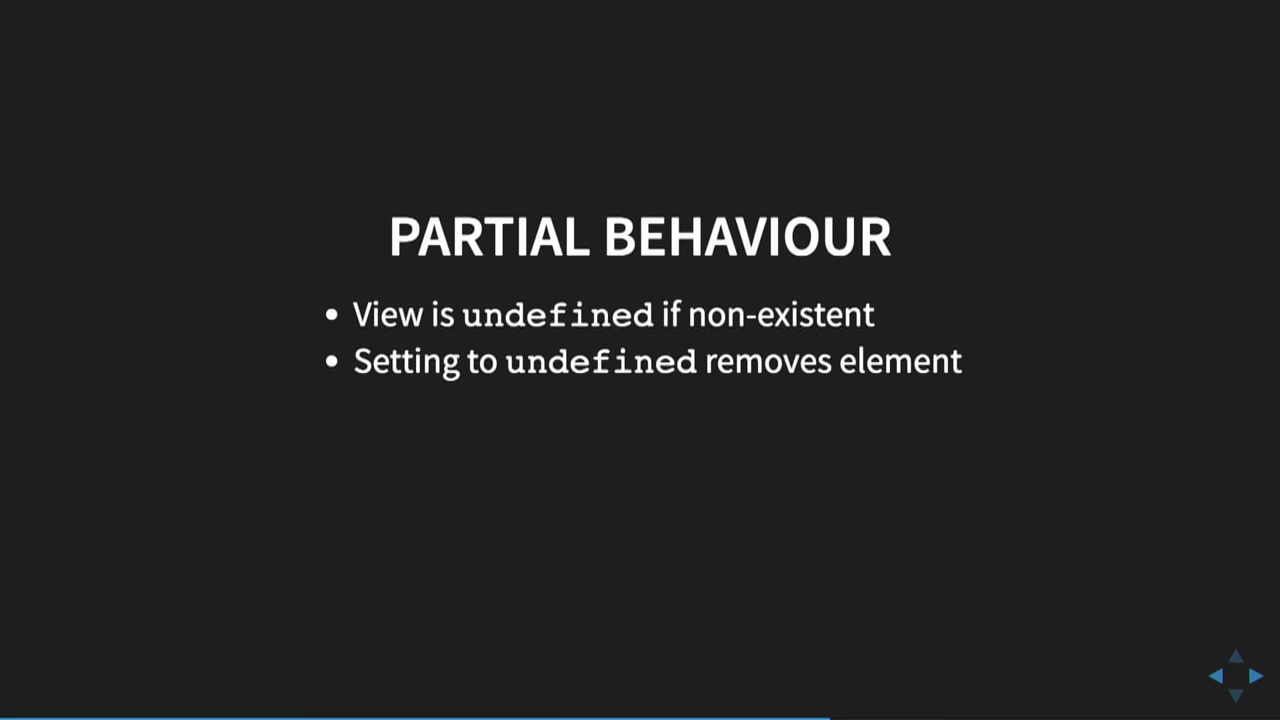 PARTIAL BEHAVIOUR
• View is undefined if non-existent
• Setting to undefined removes element